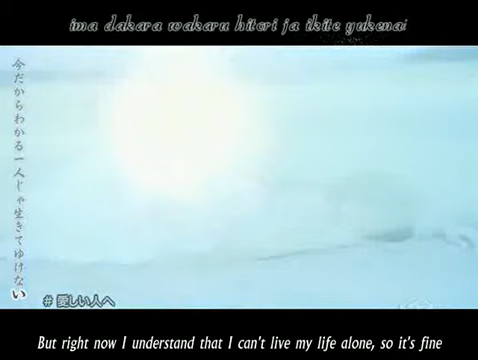 ima dakara wakaru hitori ja ikite yukenai
今だからわかる一人じゃ生きてゆけない
# 愛しい人へ
But right now I understand that I can't live my life alone, so it's fine